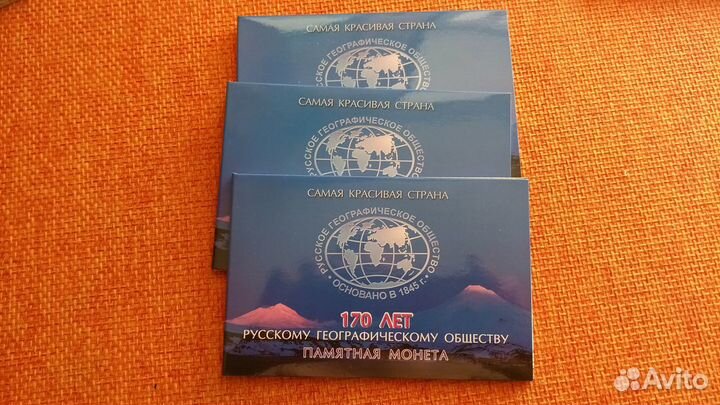 САМАЯ КРАСИВАЯ СТРАНА
РУССКОЕ ГЕОГРАФИЧЕСКОЕ ОБЩЕСТВО
САМАЯ КРАСИВАЯ СТРАНА
РУССКОЕ ГЕОГРАФИЧЕСКОЕ ОБЩЕСТВО
САМАЯ КРАСИВАЯ СТРАНА
РУССКОЕ ГЕОГРАФИЧЕСКОЕ ОБЩЕСТВО
• ОСНОВАНО В 1845 г. •
170 ЛЕТ
РУССКОМУ ГЕОГРАФИЧЕСКОМУ ОБЩЕСТВУ
ПАМЯТНАЯ МОНЕТА
Avito